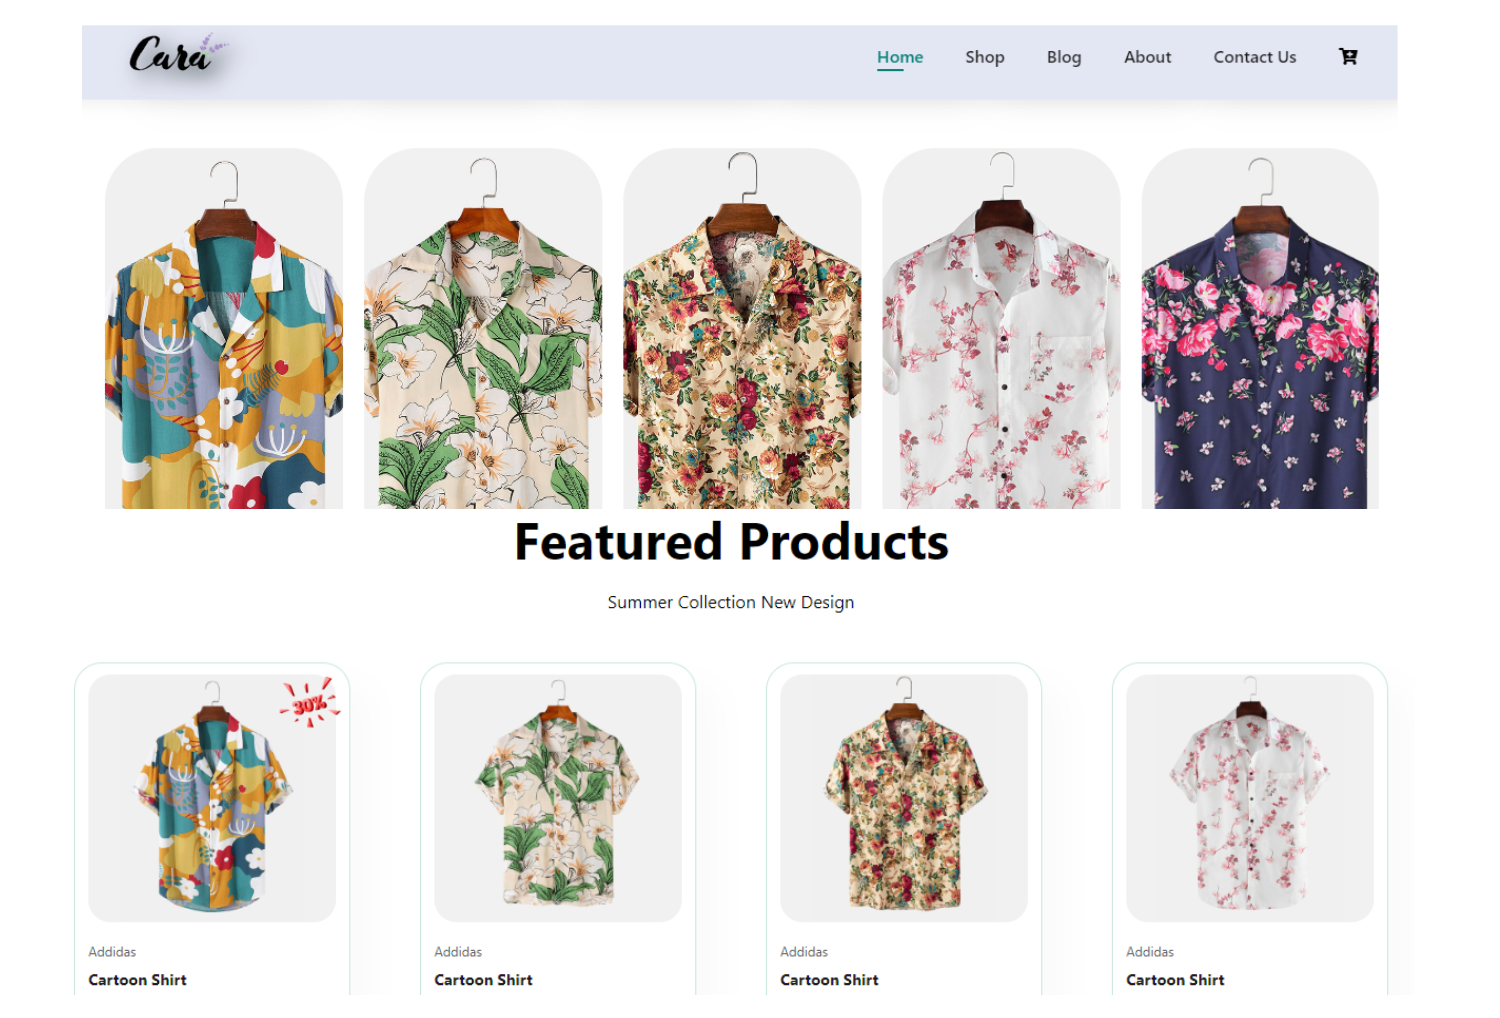 Cara
Home Shop Blog About Contact Us
Featured Products
Summer Collection New Design
30%
Addidas Addidas Addidas Addidas
Cartoon Shirt Cartoon Shirt Cartoon Shirt Cartoon Shirt